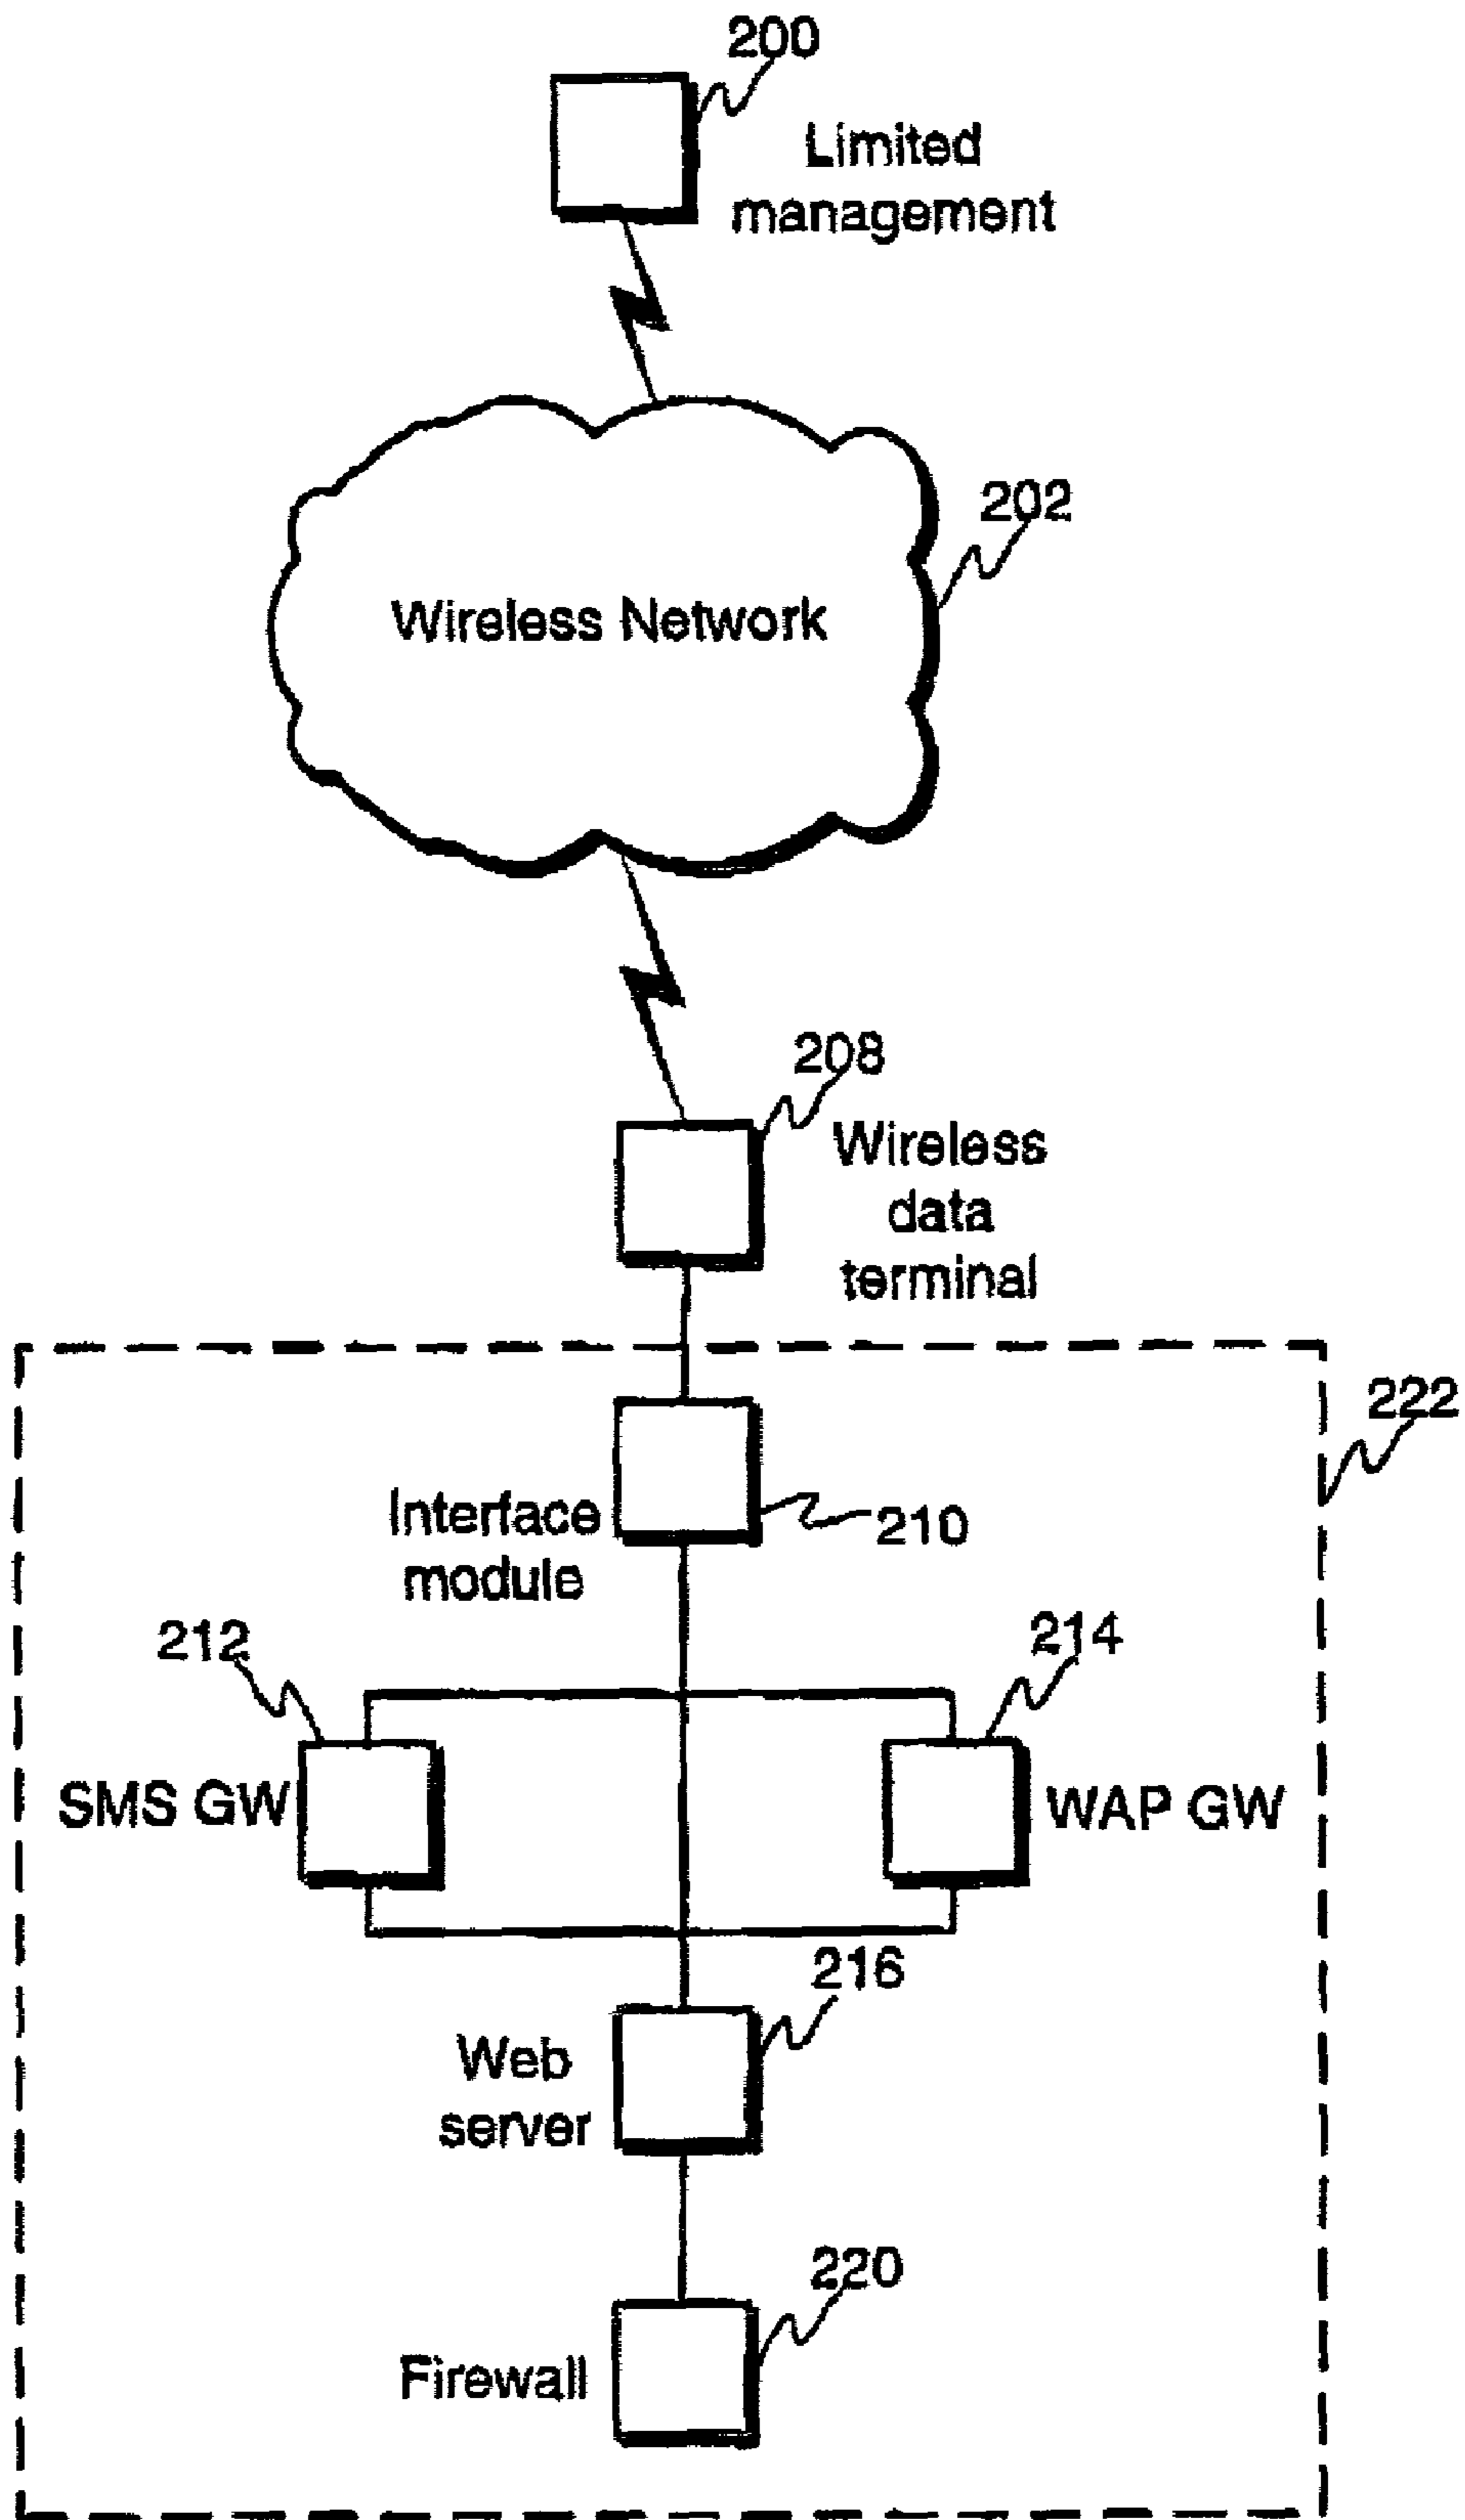 200
Limited
management
202
Wireless Network
208
Wireless
data
terminal
222
Interface
module
210
212
214
SMS GW
WAP GW
216
Web
server
220
Firewall